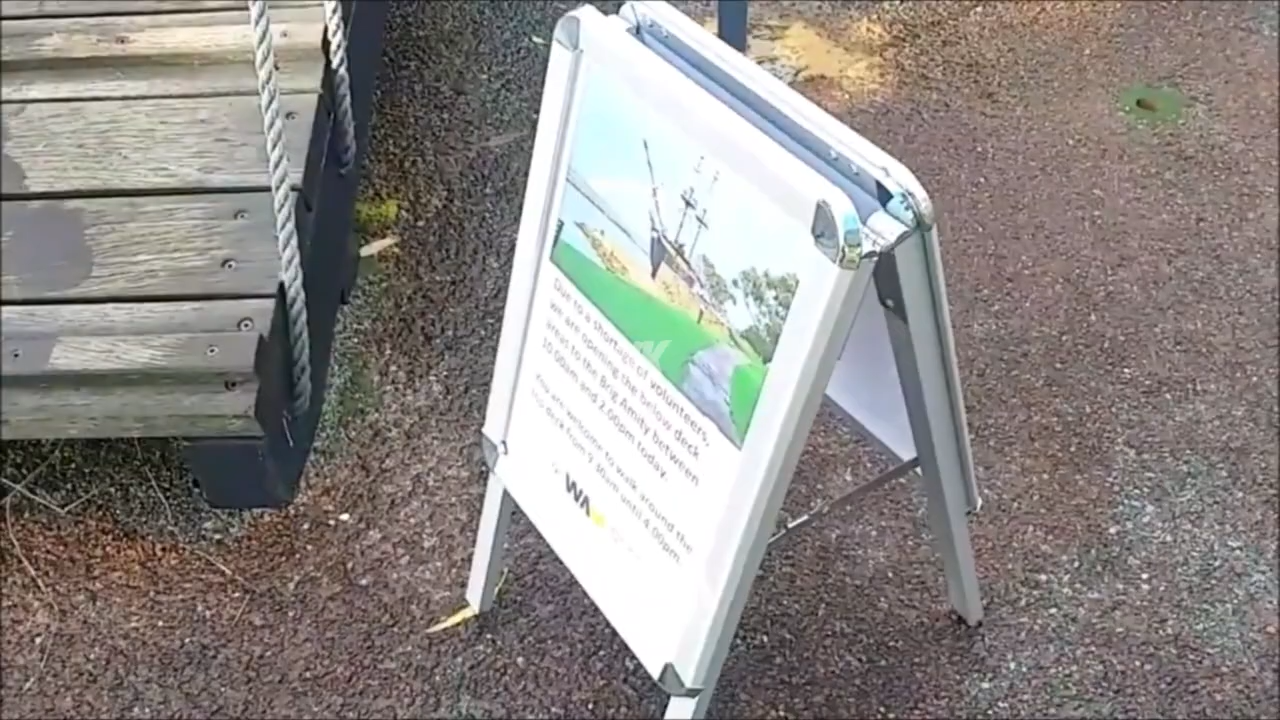 Due to a shortage of volunteers,
we are opening the below deck
areas to the Brig Amity between
10.00am and 2.00pm today.
You are welcome to walk around the
top deck from 9.30am until 4.00pm.
WA